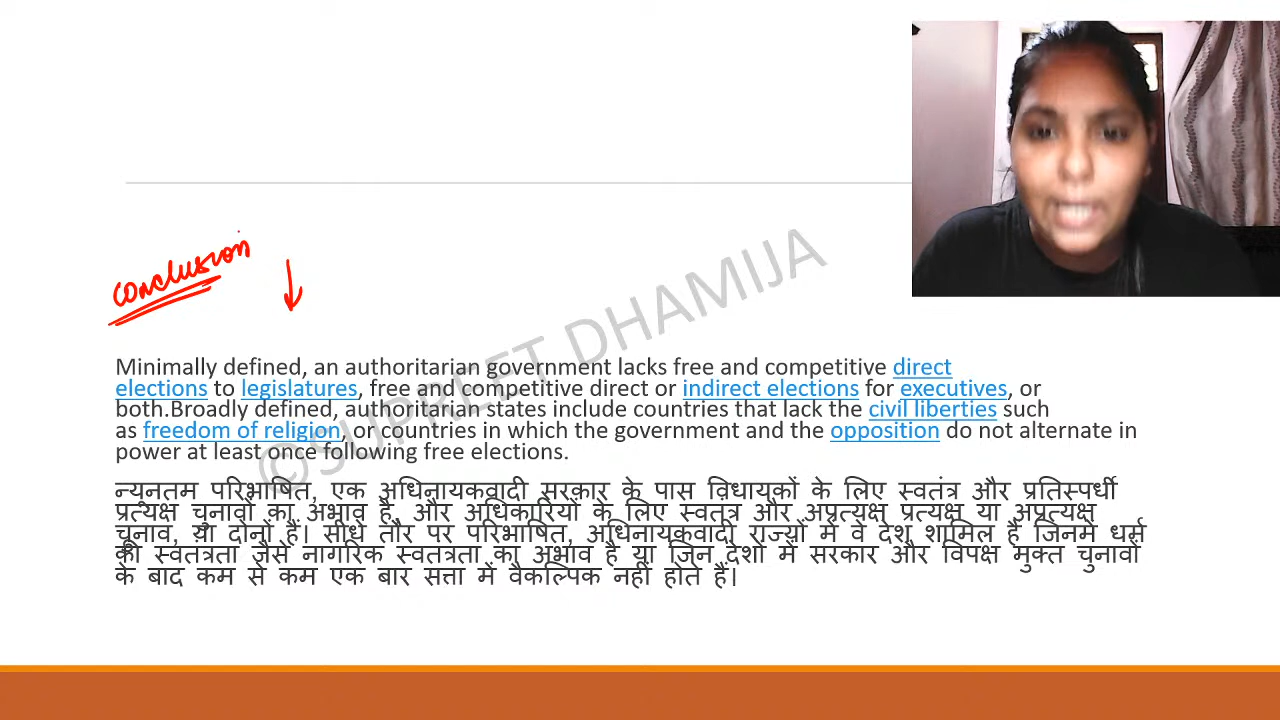 conclusion
©SUPREET DHAMIJA
Minimally defined, an authoritarian government lacks free and competitive direct
elections to legislatures, free and competitive direct or indirect elections for executives, or
both.Broadly defined, authoritarian states include countries that lack the civil liberties such
as freedom of religion, or countries in which the government and the opposition do not alternate in
power at least once following free elections.
न्यूनतम परिभाषित, एक अधिनायकवादी सरकार के पास विधायकों के लिए स्वतंत्र और प्रतिस्पर्धी
प्रत्यक्ष चुनावों का अभाव है, और अधिकारियों के लिए स्वतंत्र और अप्रत्यक्ष प्रत्यक्ष या अप्रत्यक्ष
चुनाव, या दोनों हैं। सीधे तौर पर परिभाषित, अधिनायकवादी राज्यों में वे देश शामिल हैं जिनमें धर्म
की स्वतंत्रता जैसे नागरिक स्वतंत्रता का अभाव है या जिन देशों में सरकार और विपक्ष मुक्त चुनावों
के बाद कम से कम एक बार सत्ता में वैकल्पिक नहीं होते हैं।